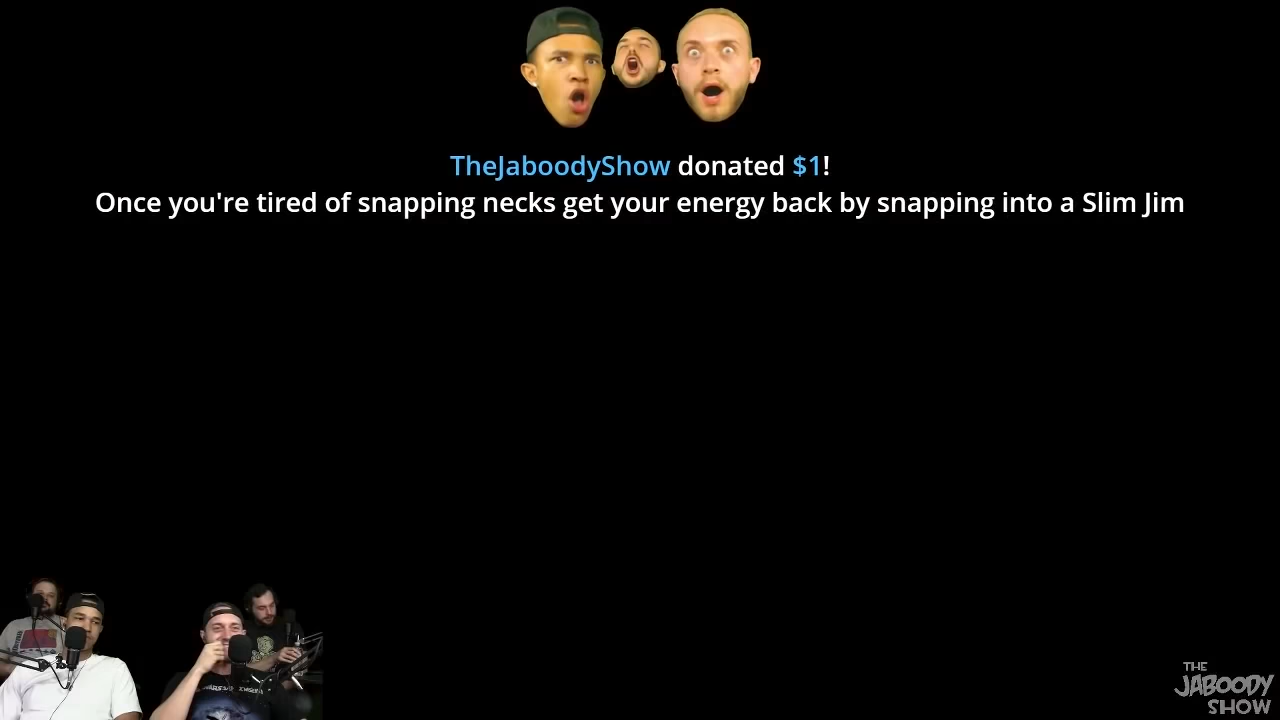 TheJaboodyShow donated $1!
Once you're tired of snapping necks get your energy back by snapping into a Slim Jim
THE
JABOODY
SHOW